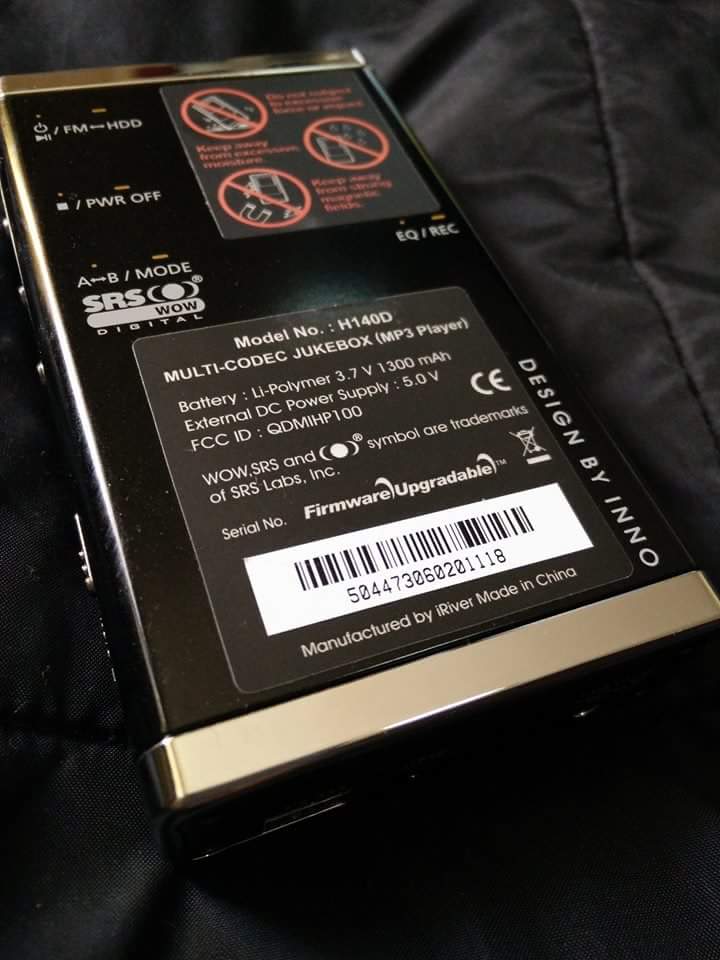 ⏻
▶II / FM↔HDD
■ / PWR OFF
A↔B / MODE
SRS(●)®
WOW
DIGITAL
Do not subject
to excessive
force or impact
Keep away
from excessive
moisture.
Keep away
from strong
magnetic
fields.
EQ / REC
Model No. : H140D
MULTI-CODEC JUKEBOX (MP3 Player)
Battery : Li-Polymer 3.7 V 1300 mAh
External DC Power Supply : 5.0 V
FCC ID : QDMIHP100
CE
WOW,SRS and (●)® symbol are trademarks
of SRS Labs, Inc.
Firmware Upgradable™
Serial No.
504473060201118
Manufactured by iRiver Made in China
DESIGN BY INNO